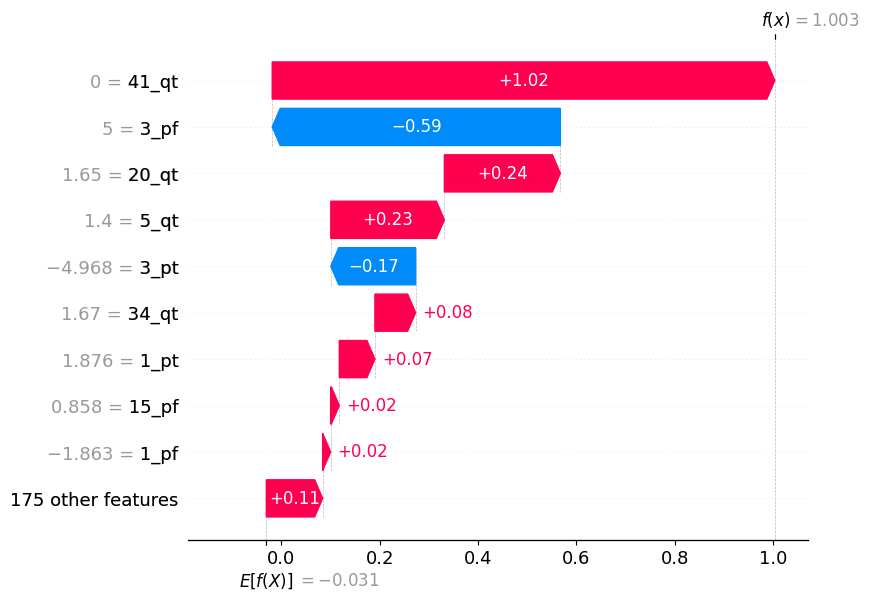 f(x) = 1.003
0 = 41_qt +1.02
5 = 3_pf −0.59
1.65 = 20_qt +0.24
1.4 = 5_qt +0.23
−4.968 = 3_pt −0.17
1.67 = 34_qt +0.08
1.876 = 1_pt +0.07
0.858 = 15_pf +0.02
−1.863 = 1_pf +0.02
175 other features +0.11
0.0 0.2 0.4 0.6 0.8 1.0
E[f(X)] = −0.031